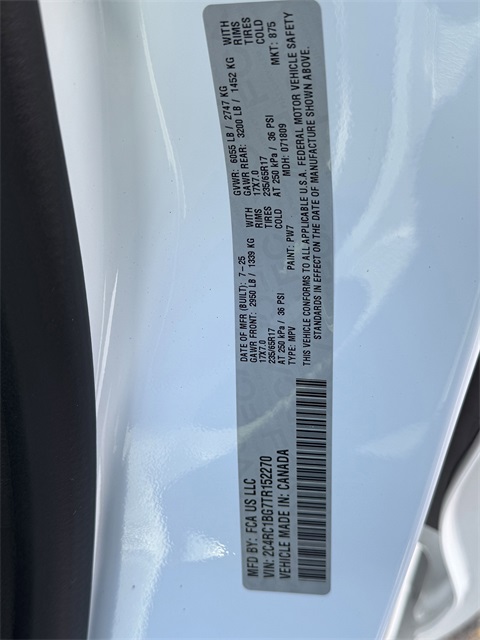 MFD BY: FCA US LLC
VIN: 2C4RC1BG7TR152270
VEHICLE MADE IN: CANADA
DATE OF MFR (BUILT): 7-25
GVWR: 6055 LB / 2747 KG
GAWR FRONT: 2950 LB / 1339 KG WITH
GAWR REAR: 3200 LB / 1452 KG WITH
17X7.0 RIMS
17X7.0 RIMS
235/65R17 TIRES
235/65R17 TIRES
AT 250 kPa / 36 PSI COLD
AT 250 kPa / 36 PSI COLD
TYPE: MPV
PAINT: PW7
MDH: 071809
MKT: B75
THIS VEHICLE CONFORMS TO ALL APPLICABLE U.S.A. FEDERAL MOTOR VEHICLE SAFETY
STANDARDS IN EFFECT ON THE DATE OF MANUFACTURE SHOWN ABOVE.